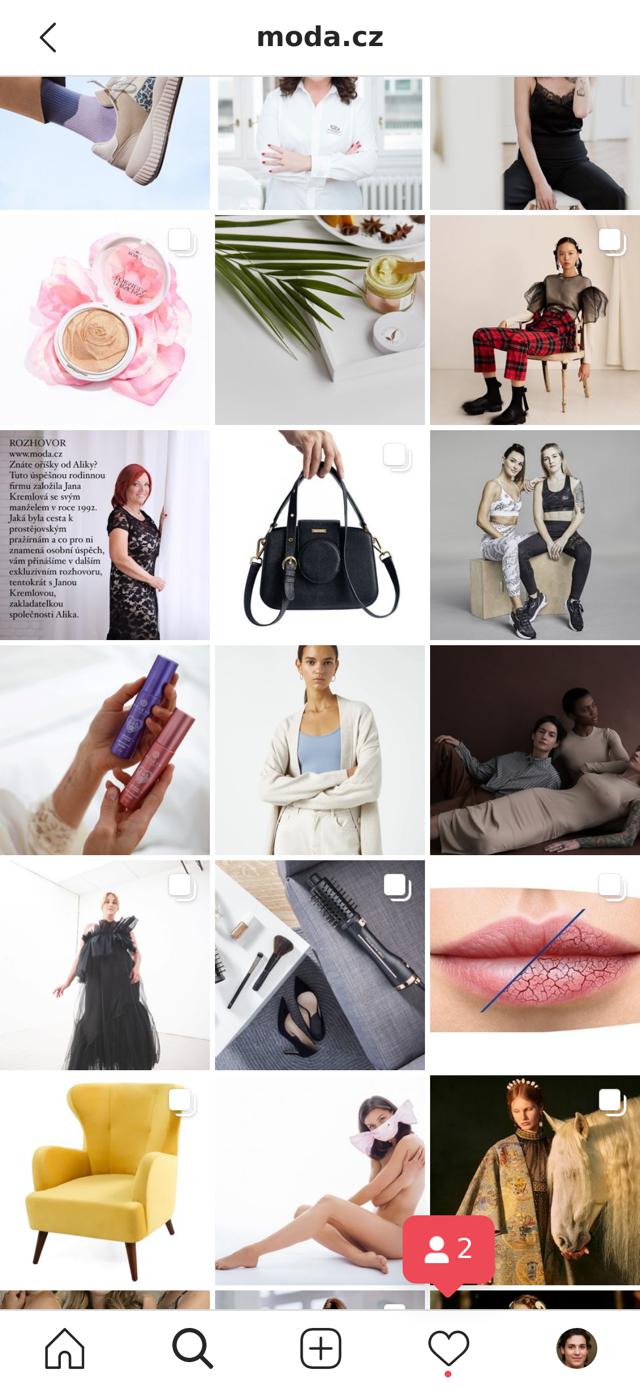 moda.cz
ROZHOVOR
www.moda.cz
Znáte oříšky od Aliky?
Tuto úspěšnou rodinnou
firmu založila Jana
Kremlová se svým
manželem v roce 1992.
Jaká byla cesta k
prostějovským
pražírnám a co pro ni
znamená osobní úspěch,
vám přinášíme v dalším
exkluzivním rozhovoru,
tentokrát s Janou
Kremlovou,
zakladatelkou
společnosti Alika.
2